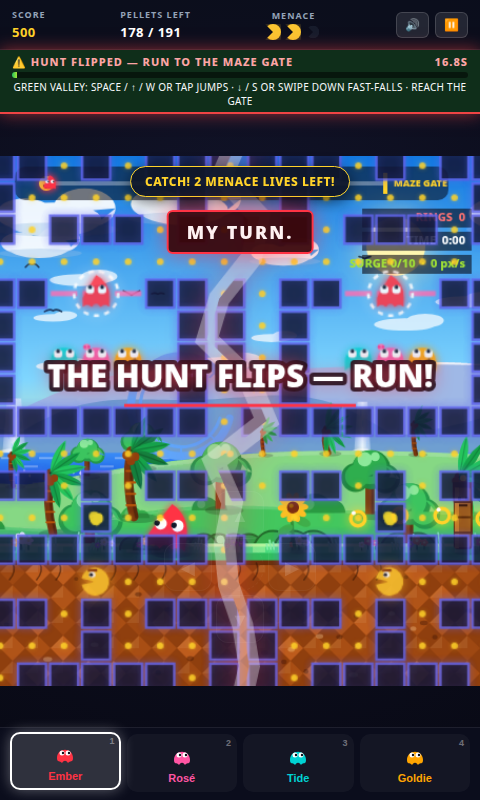 SCORE
500
PELLETS LEFT
178 / 191
MENACE
⚠️ HUNT FLIPPED — RUN TO THE MAZE GATE
16.8S
GREEN VALLEY: SPACE / ↑ / W OR TAP JUMPS · ↓ / S OR SWIPE DOWN FAST-FALLS · REACH THE
GATE
CATCH! 2 MENACE LIVES LEFT!
MAZE GATE
MY TURN.
RINGS 0
TIME 0:00
SURGE 0/10 · 0 px/s
THE HUNT FLIPS — RUN!
1
Ember
2
Rosé
3
Tide
4
Goldie